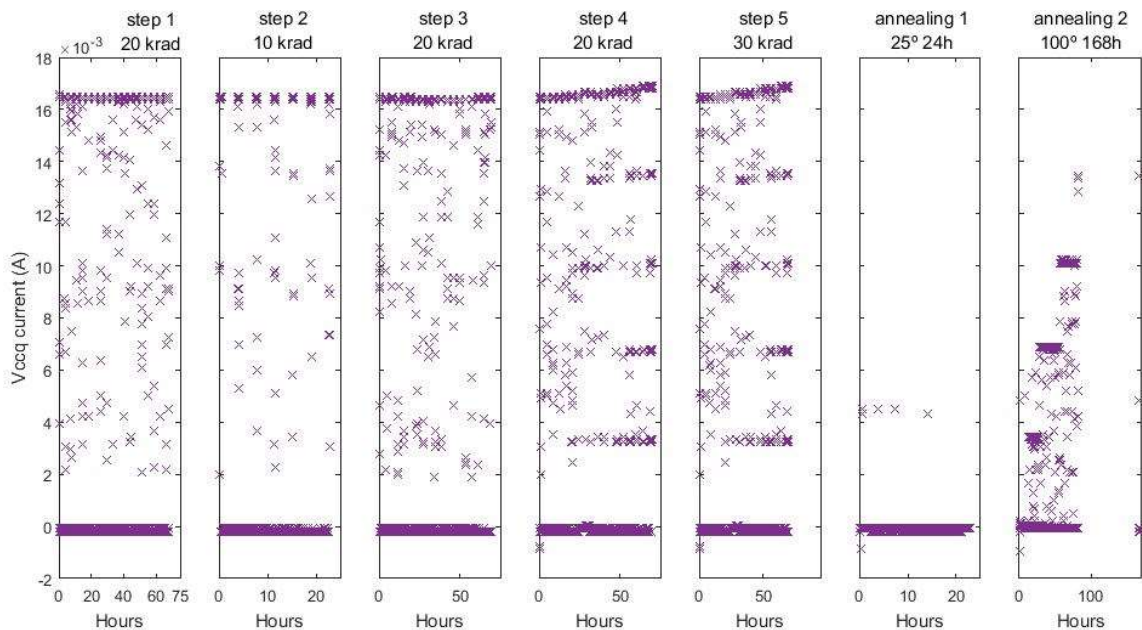 step 1
20 krad
step 2
10 krad
step 3
20 krad
step 4
20 krad
step 5
30 krad
annealing 1
25º 24h
annealing 2
100º 168h
× 10⁻³
18
16
14
12
10
8
6
4
2
0
-2
Vccq current (A)
0 20 40 60 75
0 10 20
0 50
0 50
0 50
0 10 20
0 100
Hours Hours Hours Hours Hours Hours Hours